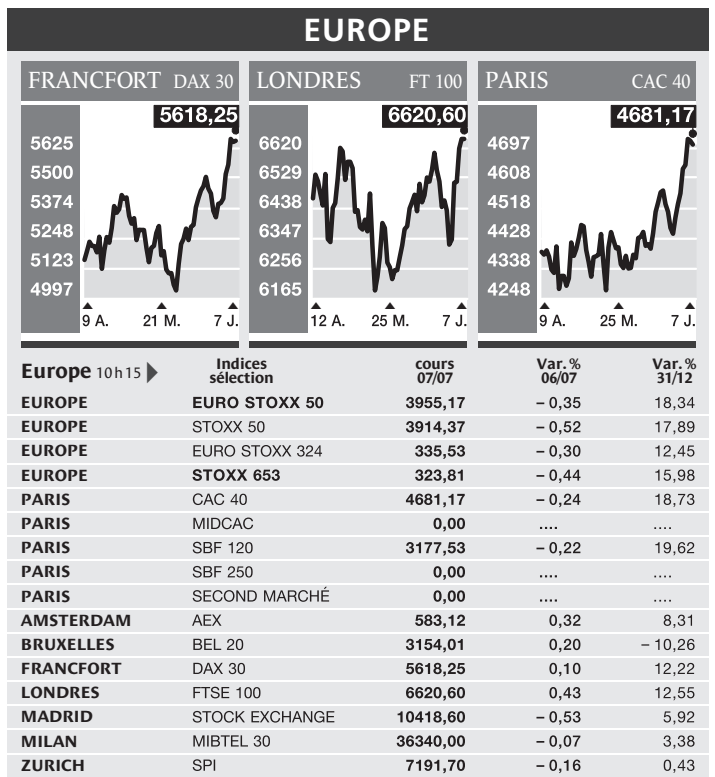 EUROPE
FRANCFORT DAX 30
5618,25
5625
5500
5374
5248
5123
4997
9 A. 21 M. 7 J.
LONDRES FT 100
6620,60
6620
6529
6438
6347
6256
6165
12 A. 25 M. 7 J.
PARIS CAC 40
4681,17
4697
4608
4518
4428
4338
4248
9 A. 25 M. 7 J.
Europe 10h15 Indices sélection cours 07/07 Var. % 06/07 Var. % 31/12
EUROPE EURO STOXX 50 3955,17 – 0,35 18,34
EUROPE STOXX 50 3914,37 – 0,52 17,89
EUROPE EURO STOXX 324 335,53 – 0,30 12,45
EUROPE STOXX 653 323,81 – 0,44 15,98
PARIS CAC 40 4681,17 – 0,24 18,73
PARIS MIDCAC 0,00 .... ....
PARIS SBF 120 3177,53 – 0,22 19,62
PARIS SBF 250 0,00 .... ....
PARIS SECOND MARCHÉ 0,00 .... ....
AMSTERDAM AEX 583,12 0,32 8,31
BRUXELLES BEL 20 3154,01 0,20 – 10,26
FRANCFORT DAX 30 5618,25 0,10 12,22
LONDRES FTSE 100 6620,60 0,43 12,55
MADRID STOCK EXCHANGE 10418,60 – 0,53 5,92
MILAN MIBTEL 30 36340,00 – 0,07 3,38
ZURICH SPI 7191,70 – 0,16 0,43